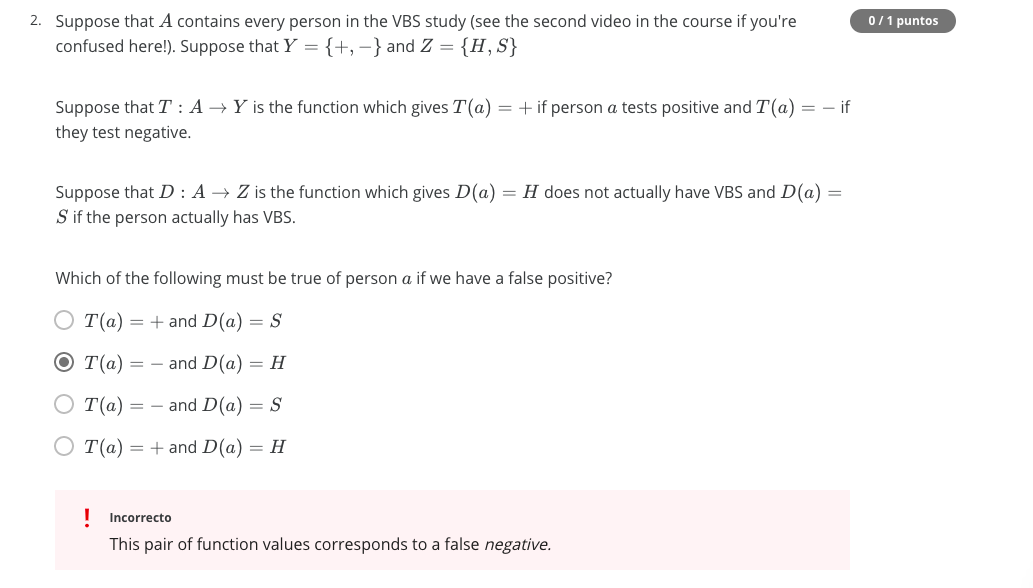 2. Suppose that A contains every person in the VBS study (see the second video in the course if you're
0 / 1 puntos
confused here!). Suppose that Y = {+, −} and Z = {H, S}
Suppose that T : A → Y is the function which gives T(a) = + if person a tests positive and T(a) = − if
they test negative.
Suppose that D : A → Z is the function which gives D(a) = H does not actually have VBS and D(a) =
S if the person actually has VBS.
Which of the following must be true of person a if we have a false positive?
T(a) = + and D(a) = S
T(a) = − and D(a) = H
T(a) = − and D(a) = S
T(a) = + and D(a) = H
! Incorrecto
This pair of function values corresponds to a false negative.